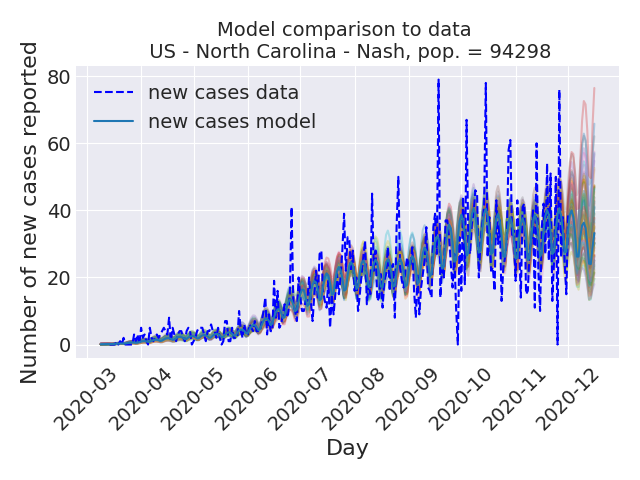 Model comparison to data
US - North Carolina - Nash, pop. = 94298
Number of new cases reported
80
60
40
20
0
new cases data
new cases model
2020-03
2020-04
2020-05
2020-06
2020-07
2020-08
2020-09
2020-10
2020-11
2020-12
Day